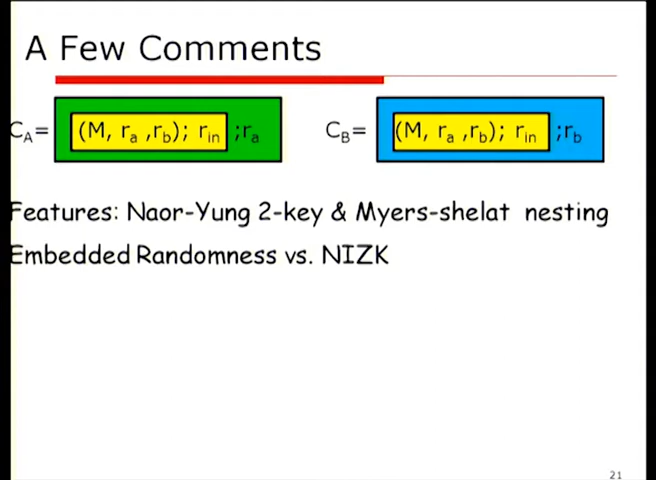 A Few Comments
C_A= (M, r_a ,r_b); r_in ;r_a C_B= (M, r_a ,r_b); r_in ;r_b
Features: Naor-Yung 2-key & Myers-shelat nesting
Embedded Randomness vs. NIZK
21